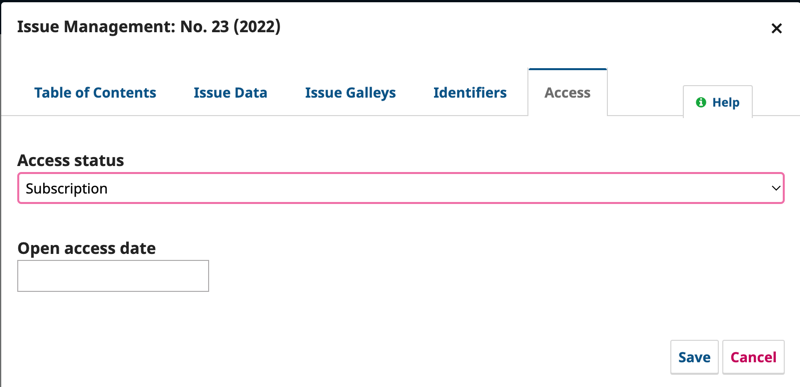 Issue Management: No. 23 (2022)
Table of Contents Issue Data Issue Galleys Identifiers Access Help
Access status
Subscription
Open access date
Save Cancel